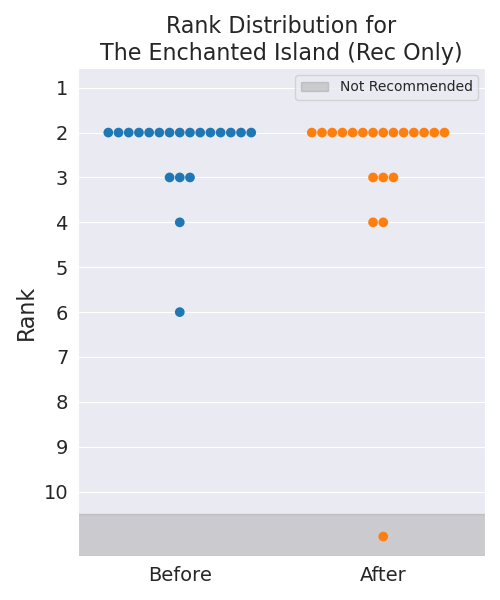 Rank Distribution for
The Enchanted Island (Rec Only)
Not Recommended
1
2
3
4
5
6
7
8
9
10
Rank
Before
After